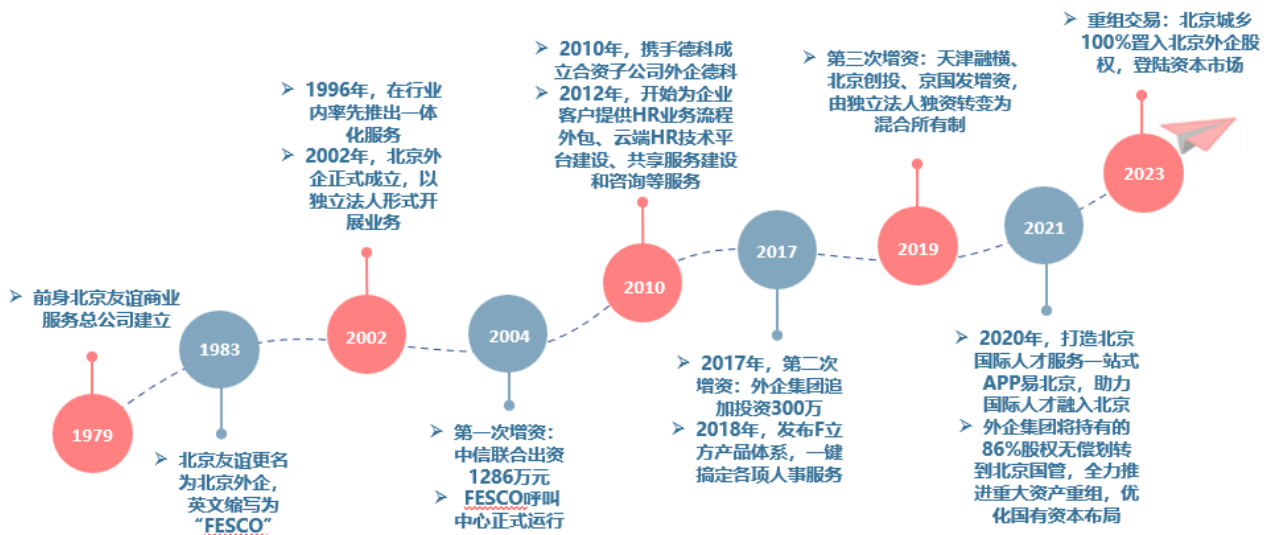 ➢ 前身北京友谊商业
服务总公司建立
1979
1983
➢ 北京友谊更名
为北京外企，
英文缩写为
“FESCO”
➢ 1996年，在行业
内率先推出一体
化服务
➢ 2002年，北京外
企正式成立，以
独立法人形式开
展业务
2002
2004
➢ 第一次增资：
中信联合出资
1286万元
➢ FESCO呼叫
中心正式运行
➢ 2010年，携手德科成
立合资子公司外企德科
➢ 2012年，开始为企业
客户提供HR业务流程
外包、云端HR技术平
台建设、共享服务建设
和咨询等服务
2010
2017
➢ 2017年，第二次
增资：外企集团追
加投资300万
➢ 2018年，发布F立
方产品体系，一键
搞定各项人事服务
➢ 第三次增资：天津融衡、
北京创投、京国发增资，
由独立法人独资转变为
混合所有制
2019
2021
➢ 2020年，打造北京
国际人才服务一站式
APP易北京，助力
国际人才融入北京
➢ 外企集团将持有的
86%股权无偿划转
到北京国管，全力推
进重大资产重组，优
化国有资本布局
➢ 重组交易：北京城乡
100%置入北京外企股
权，登陆资本市场
2023